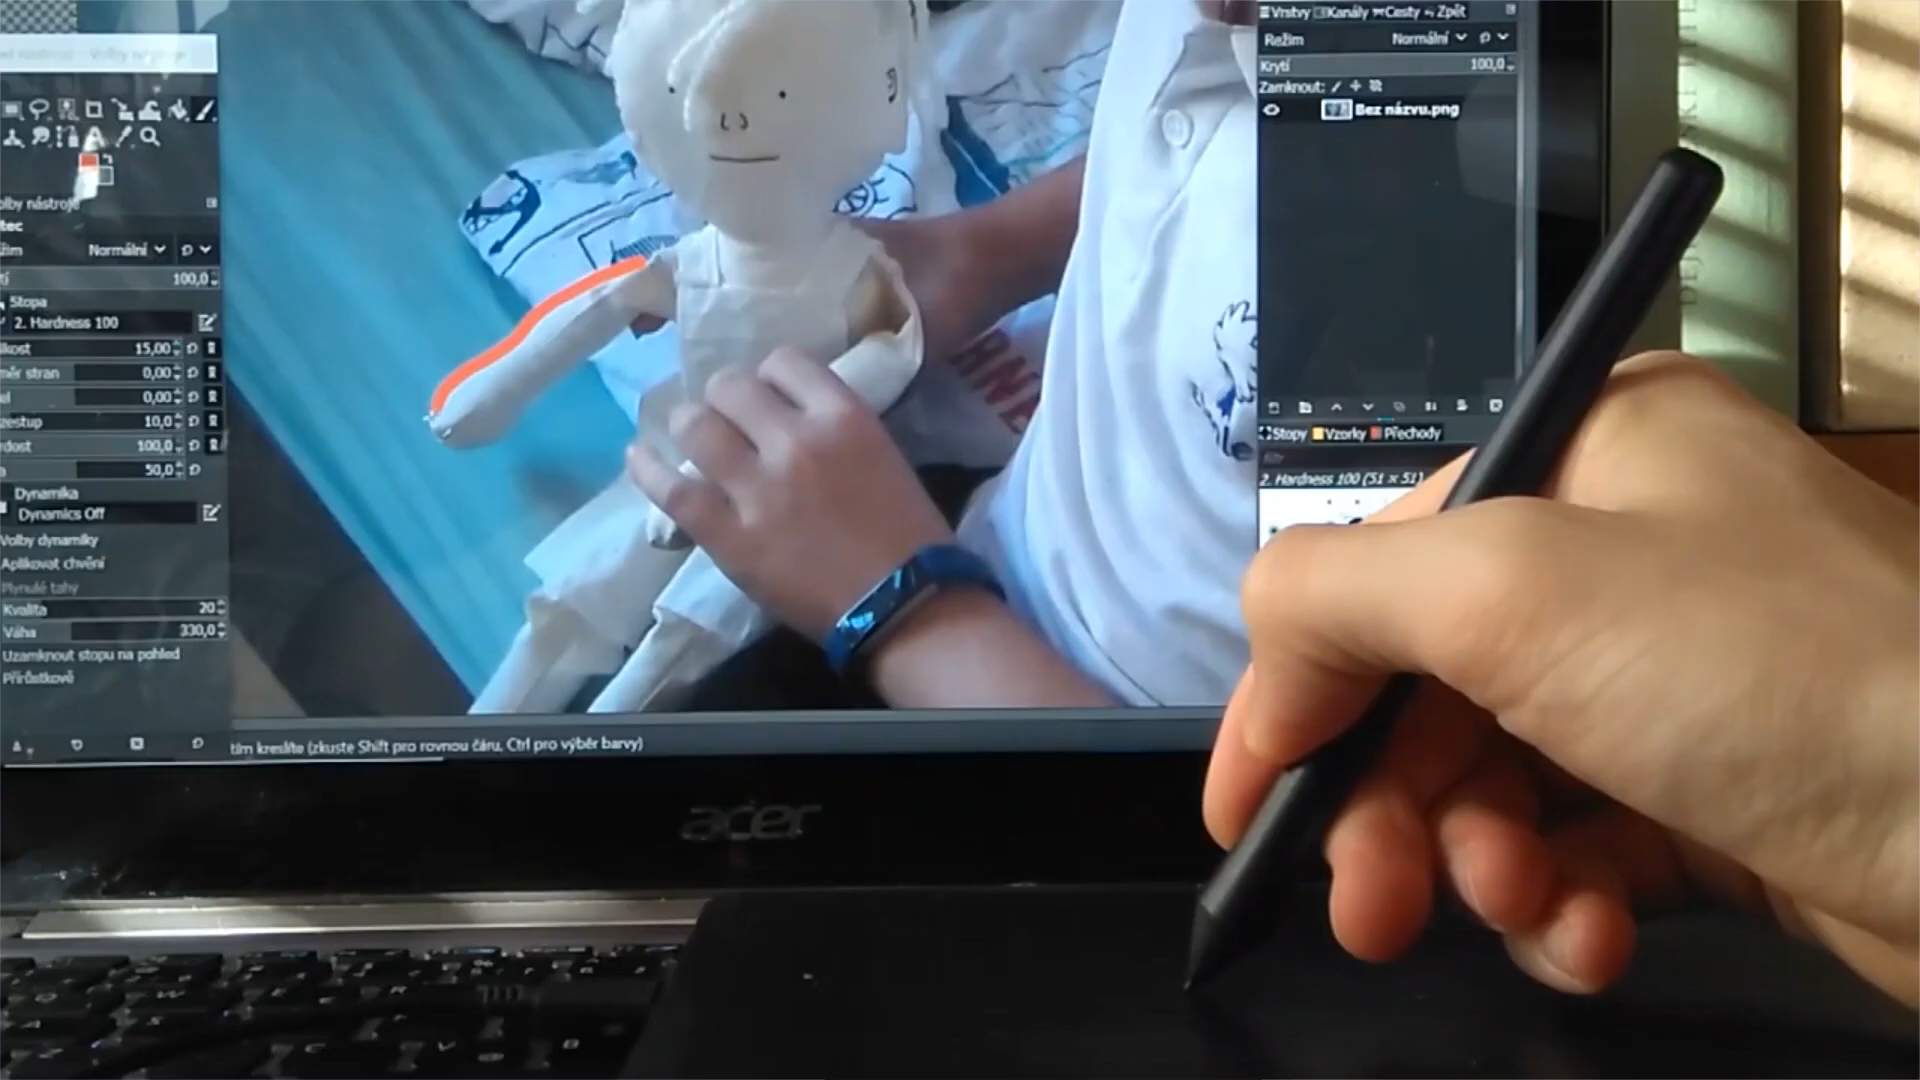 Vrstvy Kanály Cesty Zpět
Režim Normální
Krytí 100,0
Zamknout:
Bez názvu.png
Normální
100,0
Stopa
2. Hardness 100
15,00
stran 0,00
0,00
10,0
100,0
50,0
Dynamika
Dynamics Off
Volby dynamiky
Aplikovat chvění
Plynulé tahy
Kvalita 20
Váha 330,0
Uzamknout stopu na pohled
Přírůstkově
Stopy Vzorky Přechody
2. Hardness 100 (51 × 51)
tím kreslíte (zkuste Shift pro rovnou čáru, Ctrl pro výběr barvy)
acer